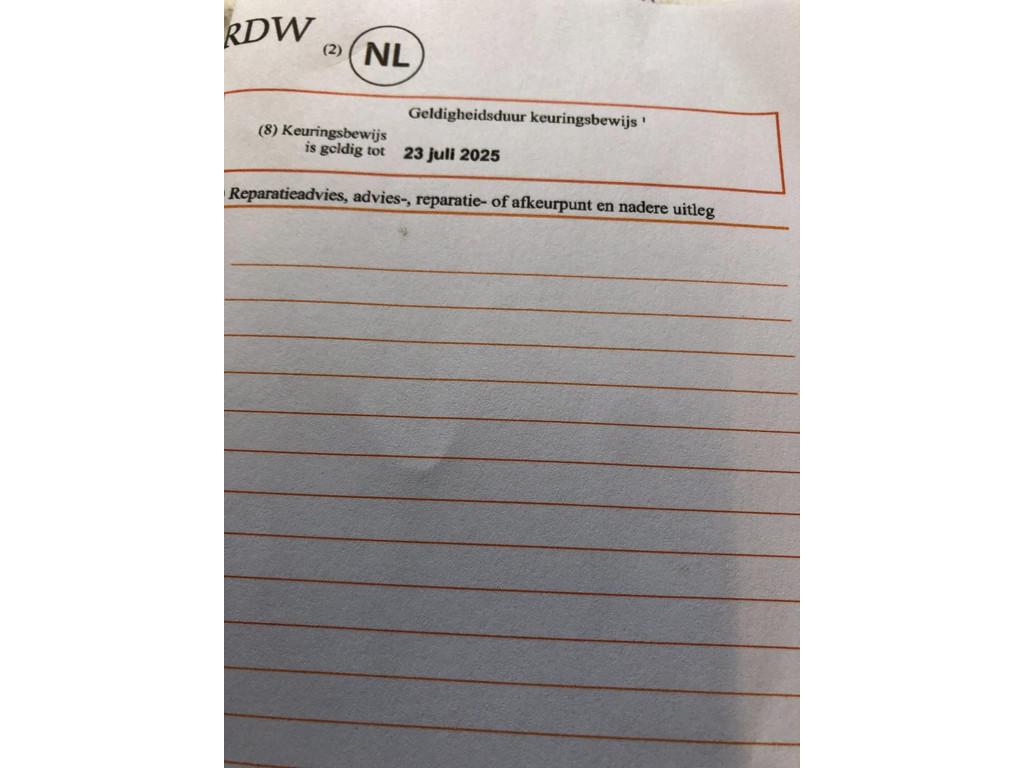 RDW (2) NL
Geldigheidsduur keuringsbewijs ¹
(8) Keuringsbewijs
is geldig tot 23 juli 2025
Reparatieadvies, advies-, reparatie- of afkeurpunt en nadere uitleg